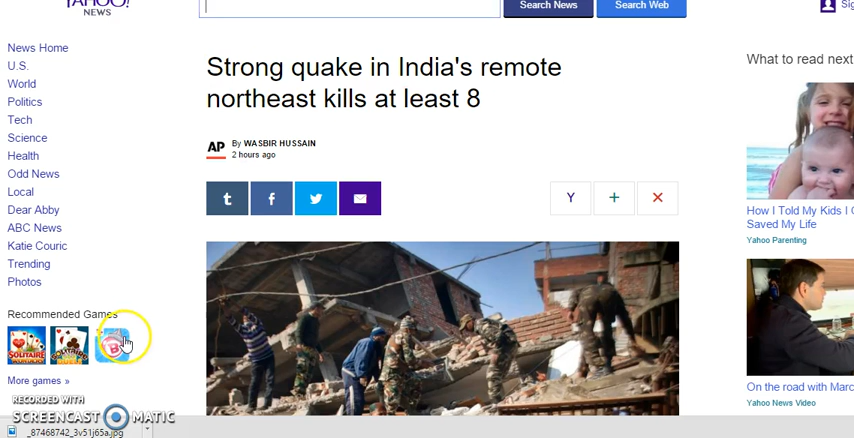 YAHOO!
NEWS
Search News
Search Web
News Home
U.S.
World
Politics
Tech
Science
Health
Odd News
Local
Dear Abby
ABC News
Katie Couric
Trending
Photos
Recommended Games
SOLITAIRE
SOLITAIRE
B
More games »
RECORDED WITH
SCREENCAST MATIC
_87468742_3v51j65a.jpg
Strong quake in India's remote
northeast kills at least 8
AP
By WASBIR HUSSAIN
2 hours ago
t
f
Y
What to read next
How I Told My Kids I
Saved My Life
Yahoo Parenting
On the road with Marc
Yahoo News Video